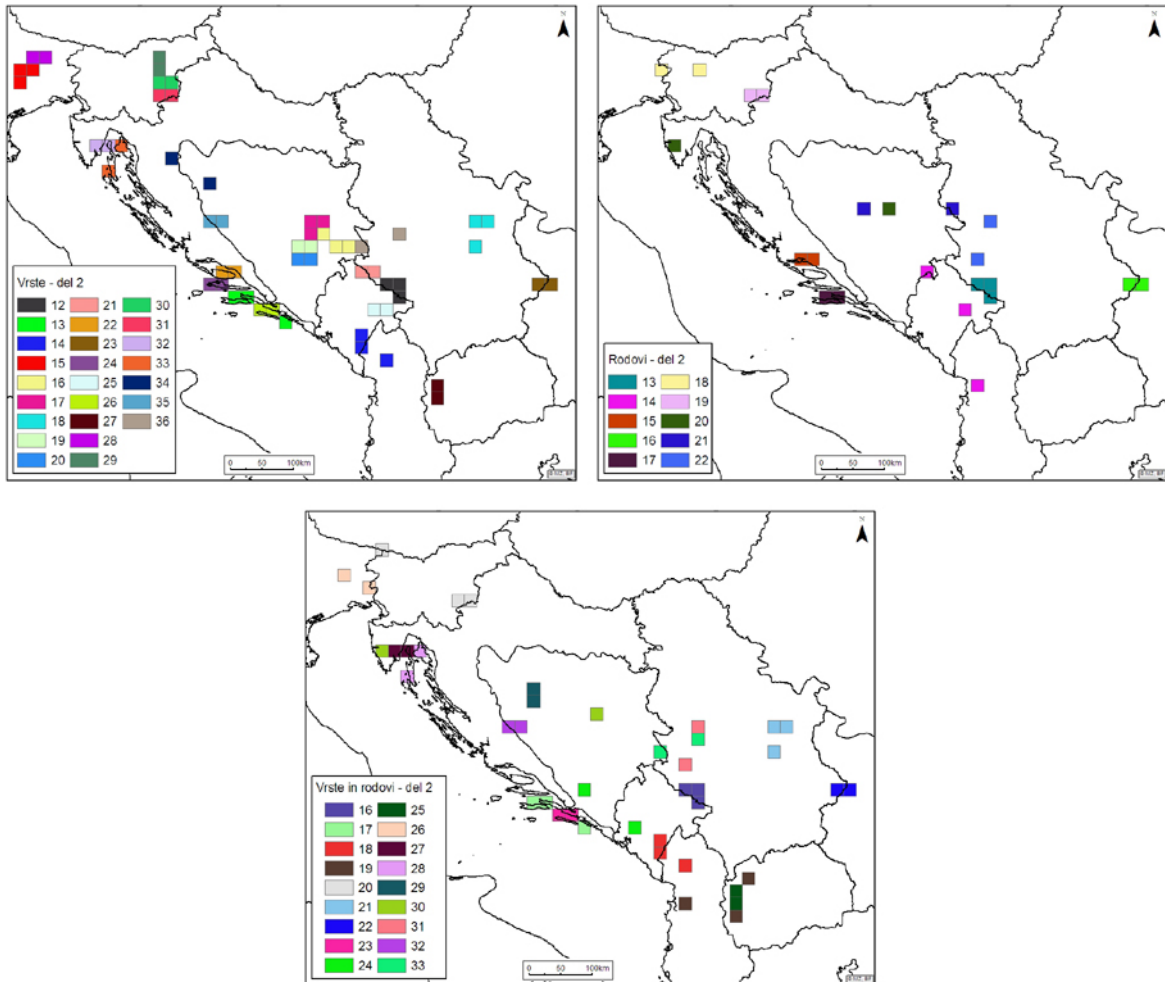 N
Vrste - del 2
12 21 30
13 22 31
14 23 32
15 24 33
16 25 34
17 26 35
18 27 36
19 28
20 29
0 50 100km
N
Rodovi - del 2
13 18
14 19
15 20
16 21
17 22
0 50 100km
N
Vrste in rodovi - del 2
16 25
17 26
18 27
19 28
20 29
21 30
22 31
23 32
24 33
0 50 100km